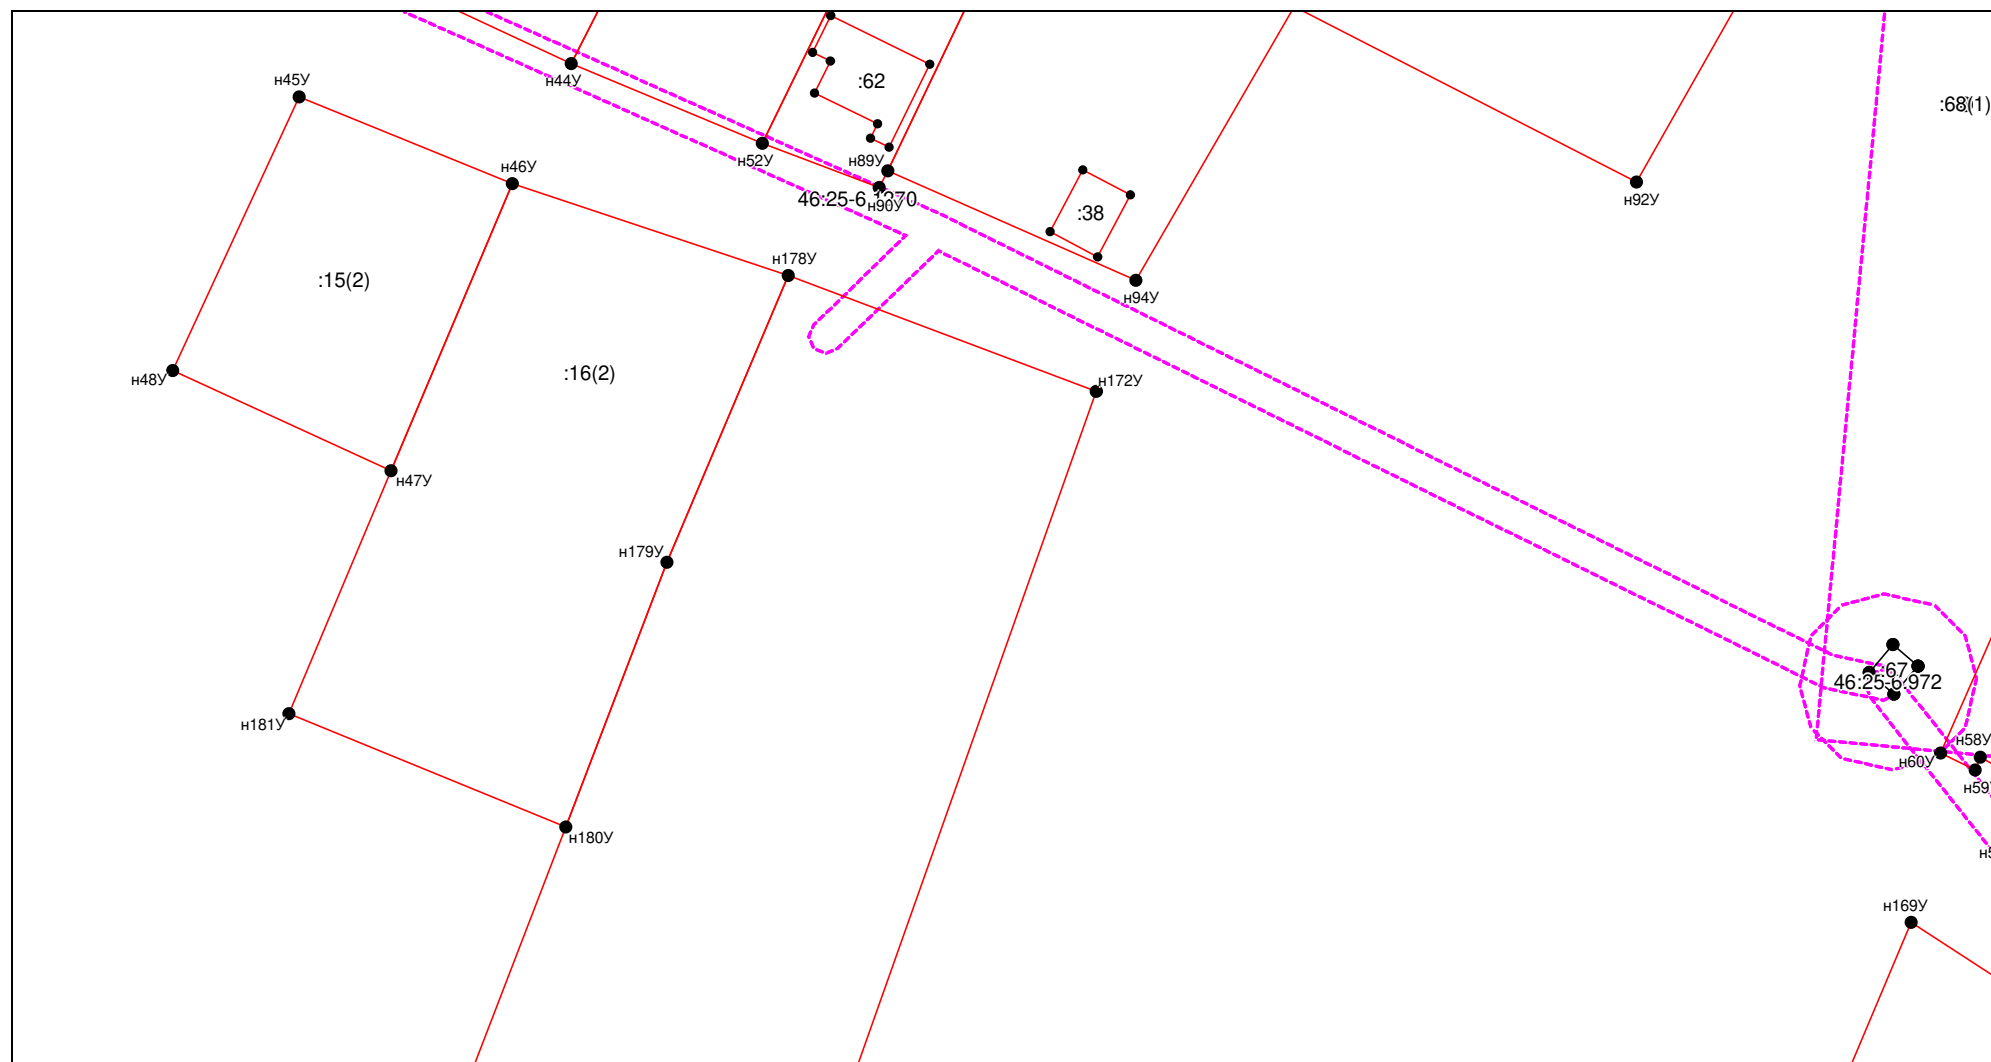 н45У
н44У
:62
:68(1)
н52У
н89У
н46У
46:25-6.1270
н90У
н92У
:38
н178У
:15(2)
н94У
:16(2)
н48У
н172У
н47У
н179У
:67
46:25-6.972
н181У
н58У
н60У
н59
н180У
н169У